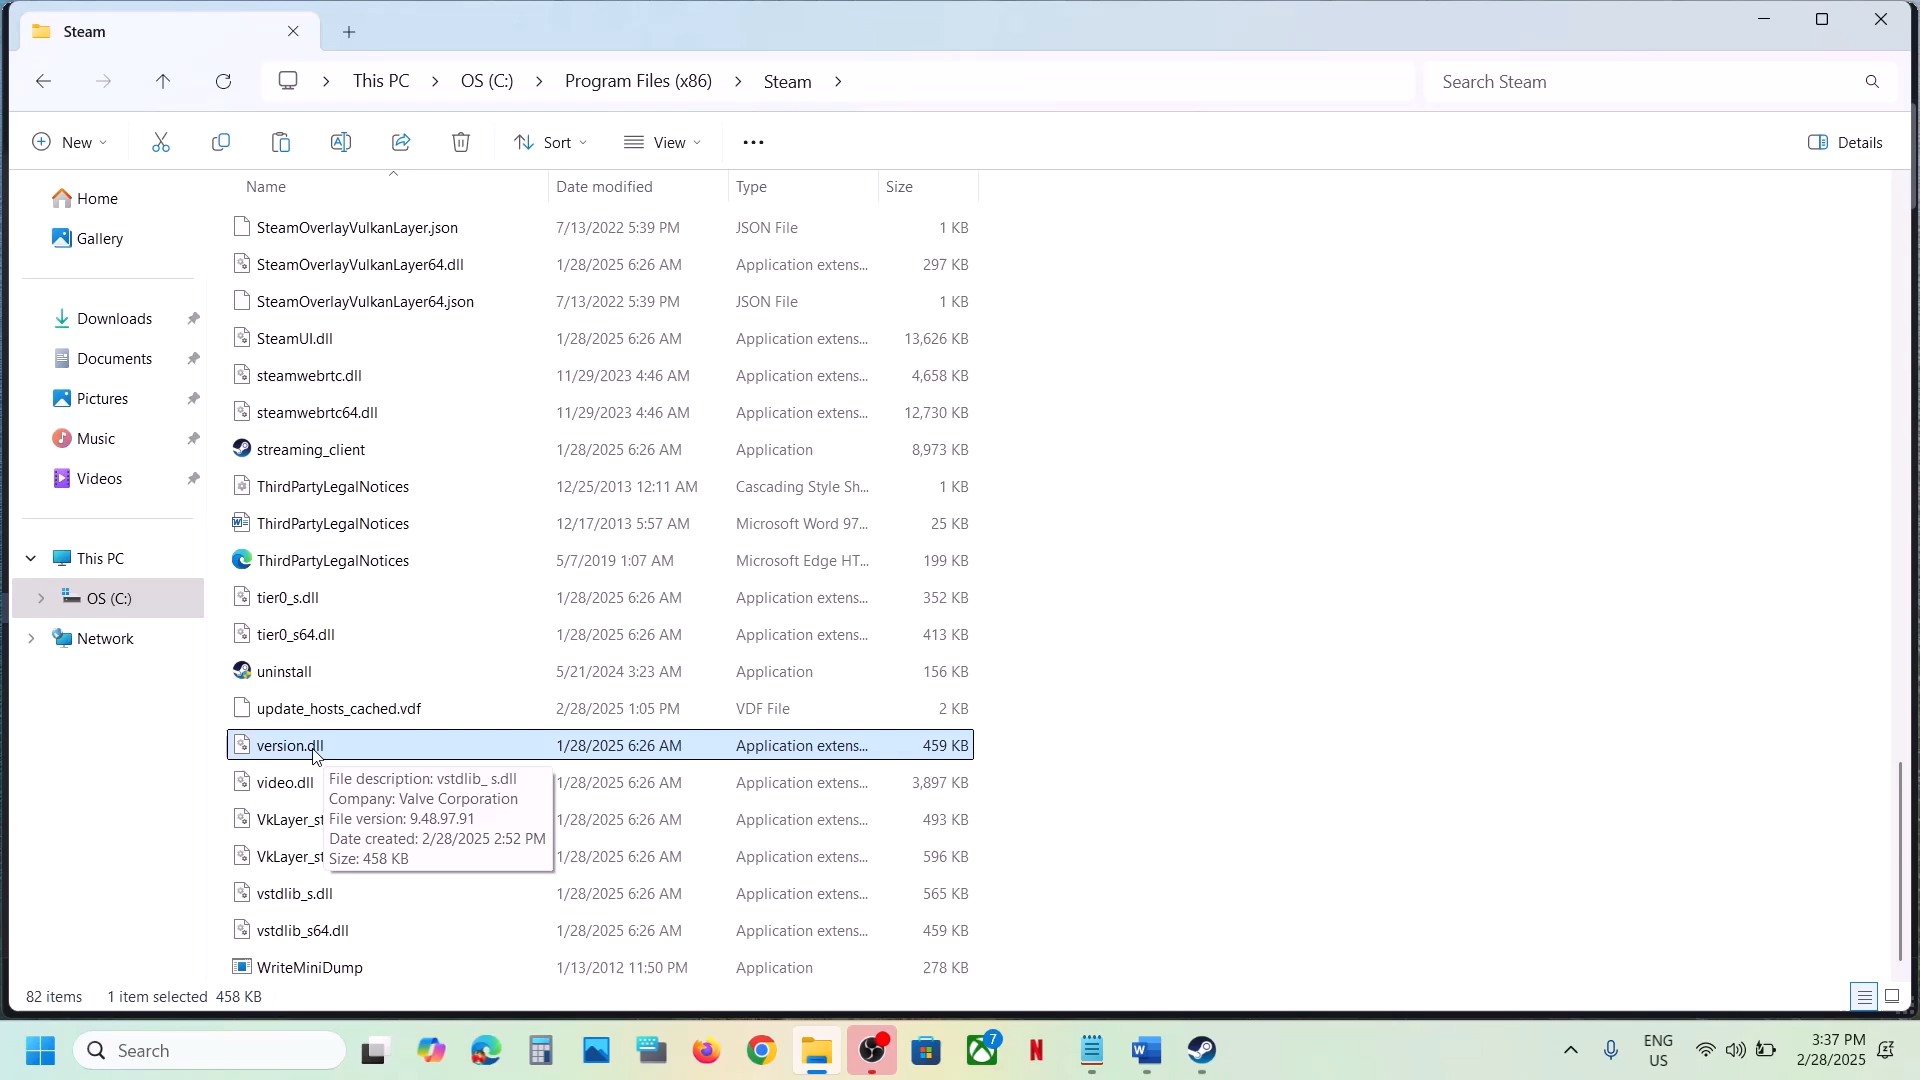 Steam
This PC
OS (C:)
Program Files (x86)
Steam
Search Steam
New
Sort
View
Details
Name
Date modified
Type
Size
Home
Gallery
Downloads
Documents
Pictures
Music
Videos
This PC
OS (C:)
Network
SteamOverlayVulkanLayer.json 7/13/2022 5:39 PM JSON File 1 KB
SteamOverlayVulkanLayer64.dll 1/28/2025 6:26 AM Application extens... 297 KB
SteamOverlayVulkanLayer64.json 7/13/2022 5:39 PM JSON File 1 KB
SteamUI.dll 1/28/2025 6:26 AM Application extens... 13,626 KB
steamwebrtc.dll 11/29/2023 4:46 AM Application extens... 4,658 KB
steamwebrtc64.dll 11/29/2023 4:46 AM Application extens... 12,730 KB
streaming_client 1/28/2025 6:26 AM Application 8,973 KB
ThirdPartyLegalNotices 12/25/2013 12:11 AM Cascading Style Sh... 1 KB
ThirdPartyLegalNotices 12/17/2013 5:57 AM Microsoft Word 97... 25 KB
ThirdPartyLegalNotices 5/7/2019 1:07 AM Microsoft Edge HT... 199 KB
tier0_s.dll 1/28/2025 6:26 AM Application extens... 352 KB
tier0_s64.dll 1/28/2025 6:26 AM Application extens... 413 KB
uninstall 5/21/2024 3:23 AM Application 156 KB
update_hosts_cached.vdf 2/28/2025 1:05 PM VDF File 2 KB
version.dll 1/28/2025 6:26 AM Application extens... 459 KB
video.dll 1/28/2025 6:26 AM Application extens... 3,897 KB
VkLayer_st 1/28/2025 6:26 AM Application extens... 493 KB
VkLayer_st 1/28/2025 6:26 AM Application extens... 596 KB
vstdlib_s.dll 1/28/2025 6:26 AM Application extens... 565 KB
vstdlib_s64.dll 1/28/2025 6:26 AM Application extens... 459 KB
WriteMiniDump 1/13/2012 11:50 PM Application 278 KB
File description: vstdlib_ s.dll
Company: Valve Corporation
File version: 9.48.97.91
Date created: 2/28/2025 2:52 PM
Size: 458 KB
82 items
1 item selected 458 KB
Search
7
N
ENG
US
3:37 PM
2/28/2025